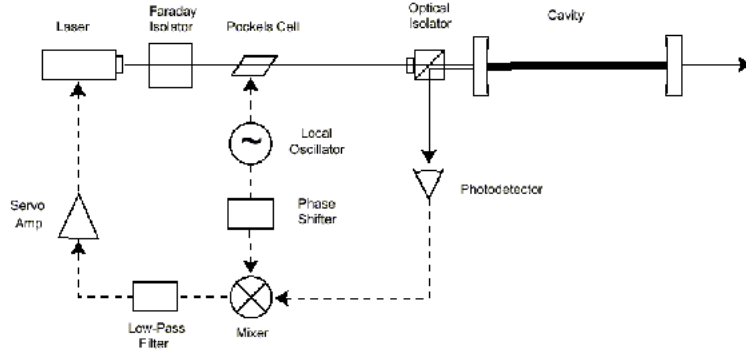 Laser
Faraday
Isolator
Pockels Cell
Optical
Isolator
Cavity
Local
Oscillator
Photodetector
Phase
Shifter
Servo
Amp
Low-Pass
Filter
Mixer